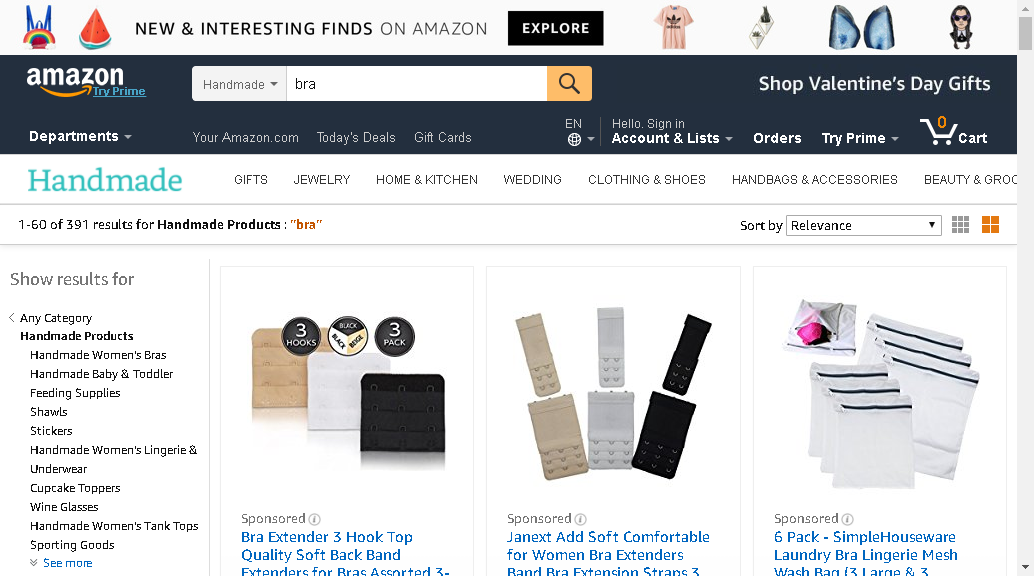 NEW & INTERESTING FINDS ON AMAZON
EXPLORE
amazon
Try Prime
Handmade
bra
Shop Valentine's Day Gifts
Departments
Your Amazon.com
Today's Deals
Gift Cards
EN
Hello. Sign in
Account & Lists
Orders
Try Prime
0
Cart
Handmade
GIFTS
JEWELRY
HOME & KITCHEN
WEDDING
CLOTHING & SHOES
HANDBAGS & ACCESSORIES
BEAUTY & GROO
1-60 of 391 results for Handmade Products : "bra"
Sort by
Relevance
Show results for
Any Category
Handmade Products
Handmade Women's Bras
Handmade Baby & Toddler
Feeding Supplies
Shawls
Stickers
Handmade Women's Lingerie &
Underwear
Cupcake Toppers
Wine Glasses
Handmade Women's Tank Tops
Sporting Goods
See more
3
HOOKS
BLACK
BLACK
BEIGE
3
PACK
Sponsored
Bra Extender 3 Hook Top
Quality Soft Back Band
Extenders for Bras Assorted 3-
Sponsored
Janext Add Soft Comfortable
for Women Bra Extenders
Band Bra Extension Straps 3
Sponsored
6 Pack - SimpleHouseware
Laundry Bra Lingerie Mesh
Wash Bag (3 Large & 3